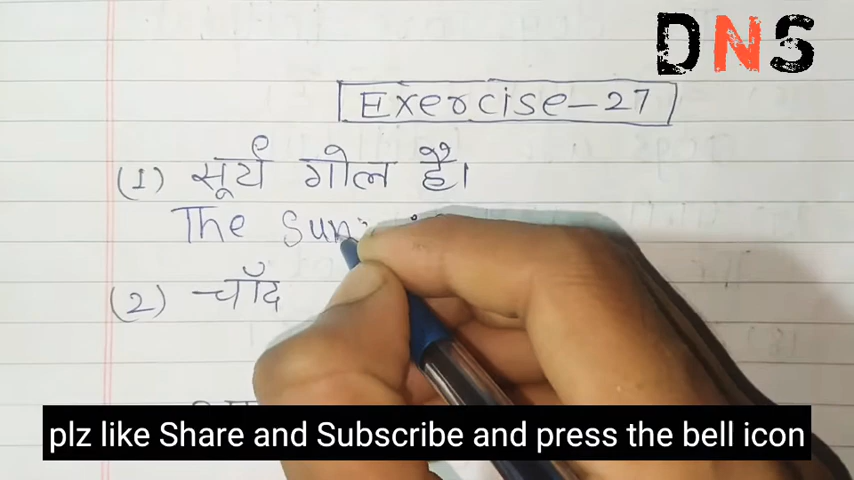 DNS
Exercise-27
(1) सूर्य गोल है।
The Sun
(2) चाँद
plz like Share and Subscribe and press the bell icon